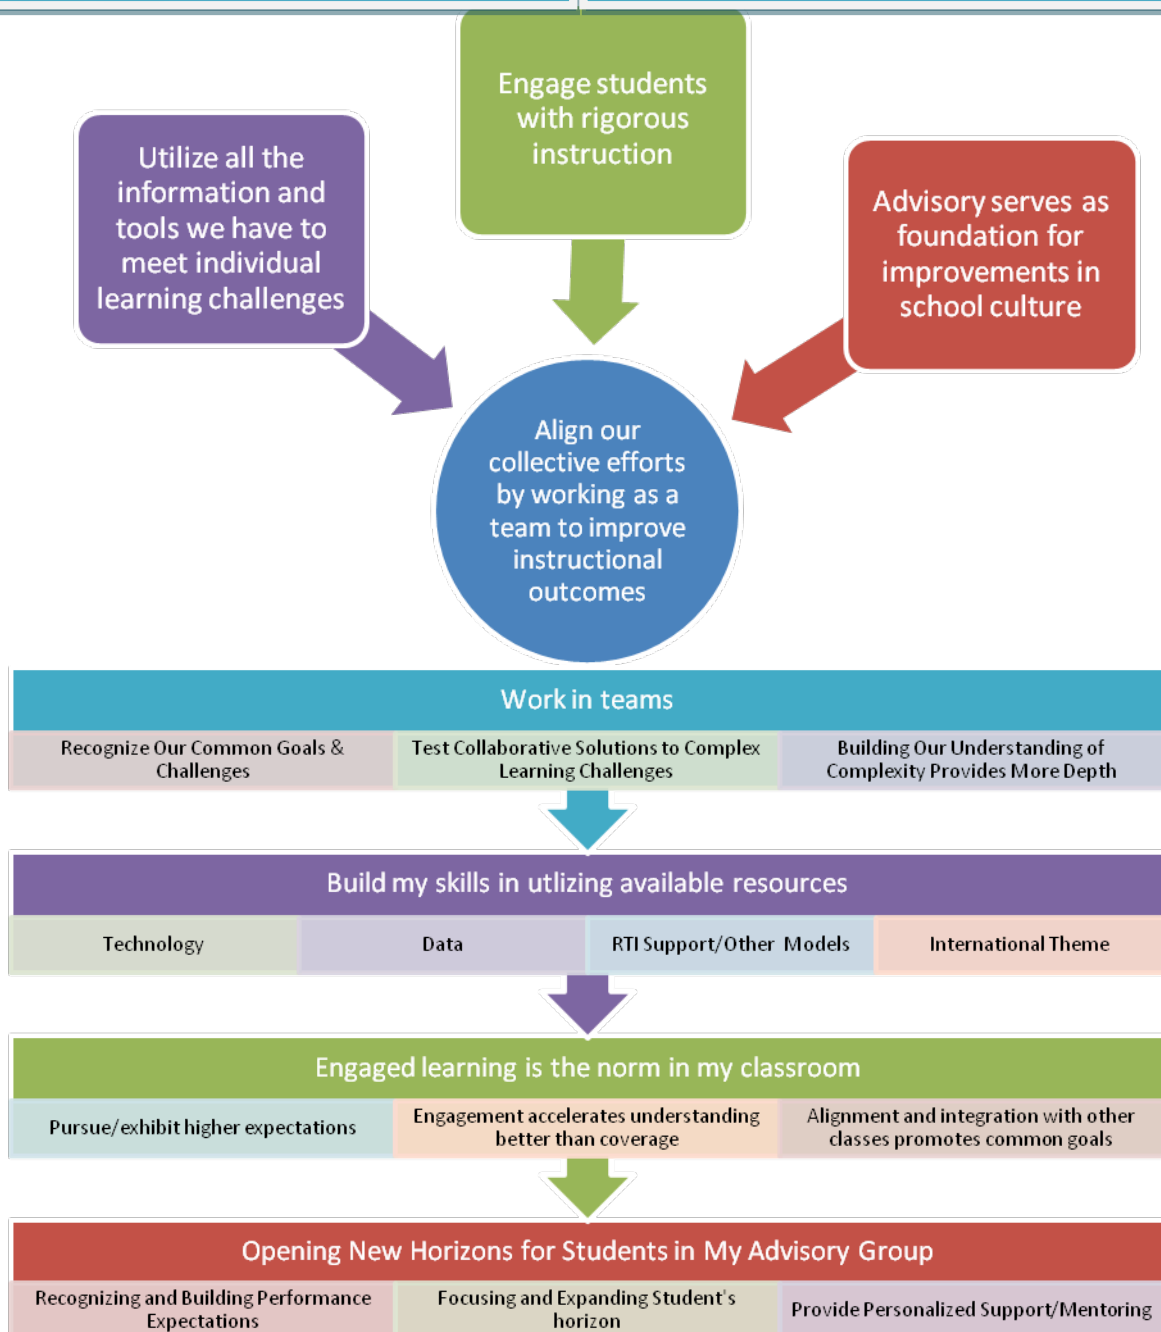 Engage students
with rigorous
instruction
Utilize all the
information and
tools we have to
meet individual
learning challenges
Advisory serves as
foundation for
improvements in
school culture
Align our
collective efforts
by working as a
team to improve
instructional
outcomes
Work in teams
Recognize Our Common Goals &
Challenges
Test Collaborative Solutions to Complex
Learning Challenges
Building Our Understanding of
Complexity Provides More Depth
Build my skills in utlizing available resources
Technology
Data
RTI Support/Other Models
International Theme
Engaged learning is the norm in my classroom
Pursue/exhibit higher expectations
Engagement accelerates understanding
better than coverage
Alignment and integration with other
classes promotes common goals
Opening New Horizons for Students in My Advisory Group
Recognizing and Building Performance
Expectations
Focusing and Expanding Student's
horizon
Provide Personalized Support/Mentoring